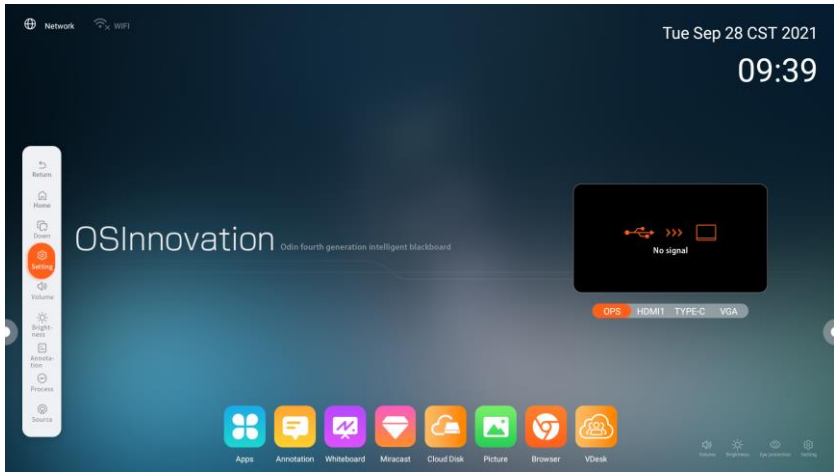 Network
WIFI
Tue Sep 28 CST 2021
09:39
Return
Home
Down
Setting
Volume
Bright-
ness
Annota-
tion
Process
Source
OSInnovation
Odin fourth generation intelligent blackboard
No signal
OPS HDMI1 TYPE-C VGA
Apps Annotation Whiteboard Miracast Cloud Disk Picture Browser VDesk
Volume Brightness Eye protection Setting